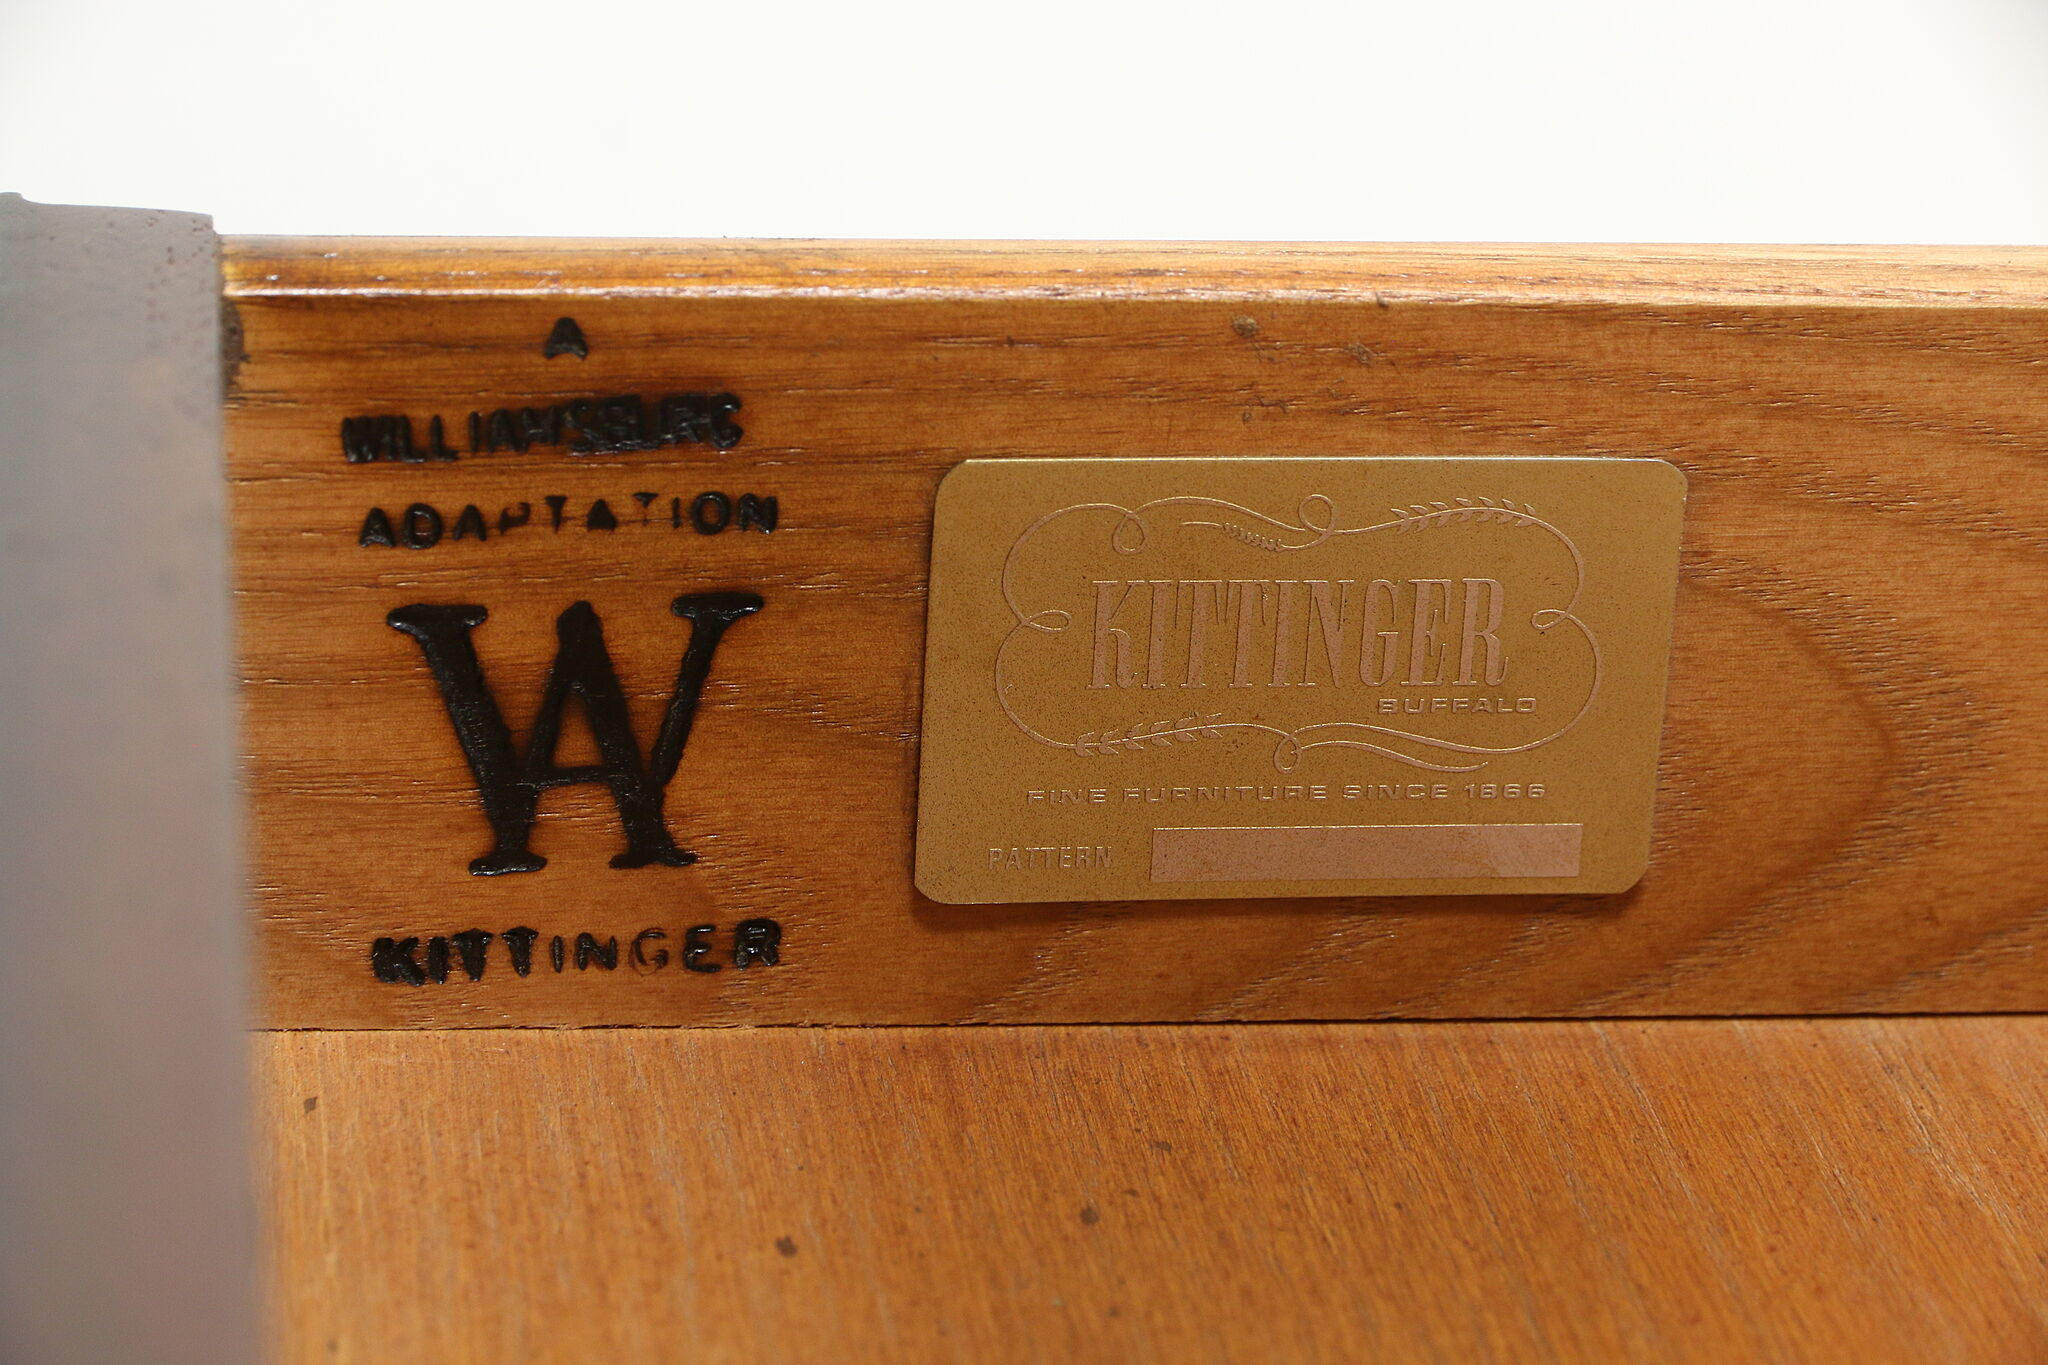 A
WILLIAMSBURG
ADAPTATION
WA
KITTINGER
KITTINGER
BUFFALO
FINE FURNITURE SINCE 1866
PATTERN